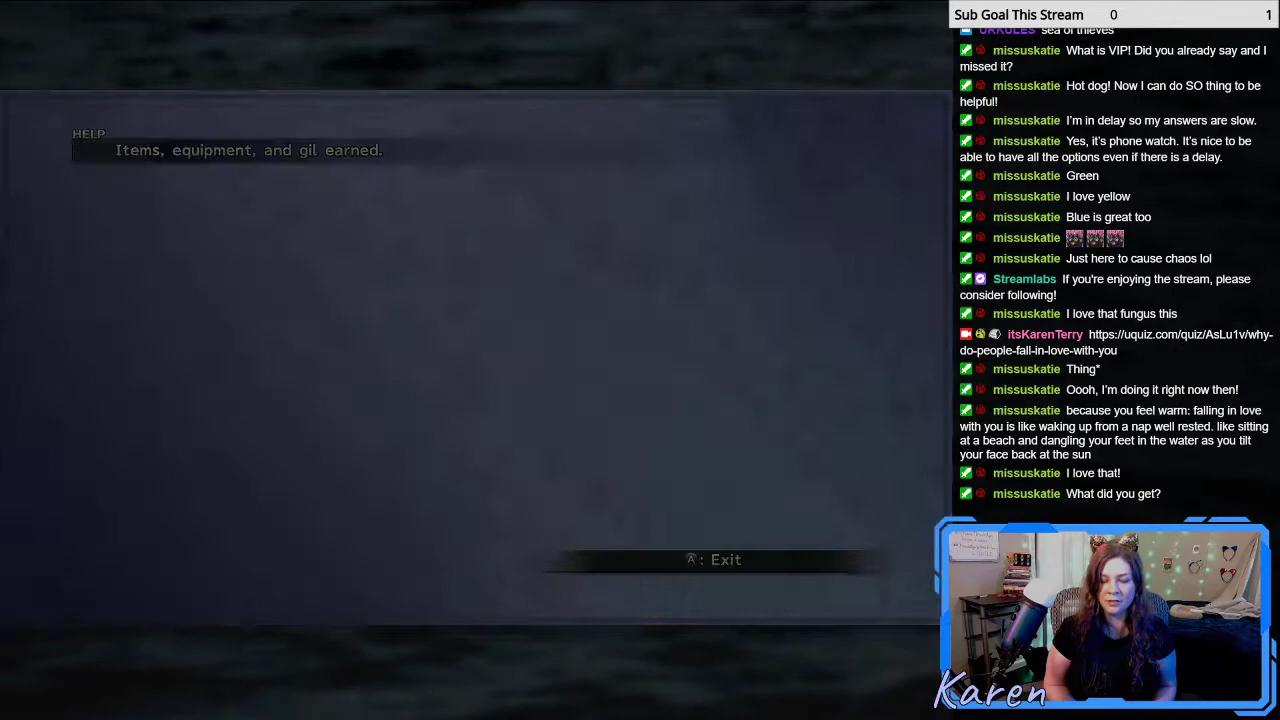 Sub Goal This Stream 0 1
URKULES sea of thieves
missuskatie What is VIP! Did you already say and I
missed it?
missuskatie Hot dog! Now I can do SO thing to be
helpful!
missuskatie I'm in delay so my answers are slow.
missuskatie Yes, it's phone watch. It's nice to be
able to have all the options even if there is a delay.
missuskatie Green
missuskatie I love yellow
missuskatie Blue is great too
missuskatie
missuskatie Just here to cause chaos lol
Streamlabs If you're enjoying the stream, please
consider following!
missuskatie I love that fungus this
itsKarenTerry https://uquiz.com/quiz/AsLu1v/why-
do-people-fall-in-love-with-you
missuskatie Thing*
missuskatie Oooh, I'm doing it right now then!
missuskatie because you feel warm: falling in love
with you is like waking up from a nap well rested. like sitting
at a beach and dangling your feet in the water as you tilt
your face back at the sun
missuskatie I love that!
missuskatie What did you get?
HELP
Items, equipment, and gil earned.
A: Exit
Karen